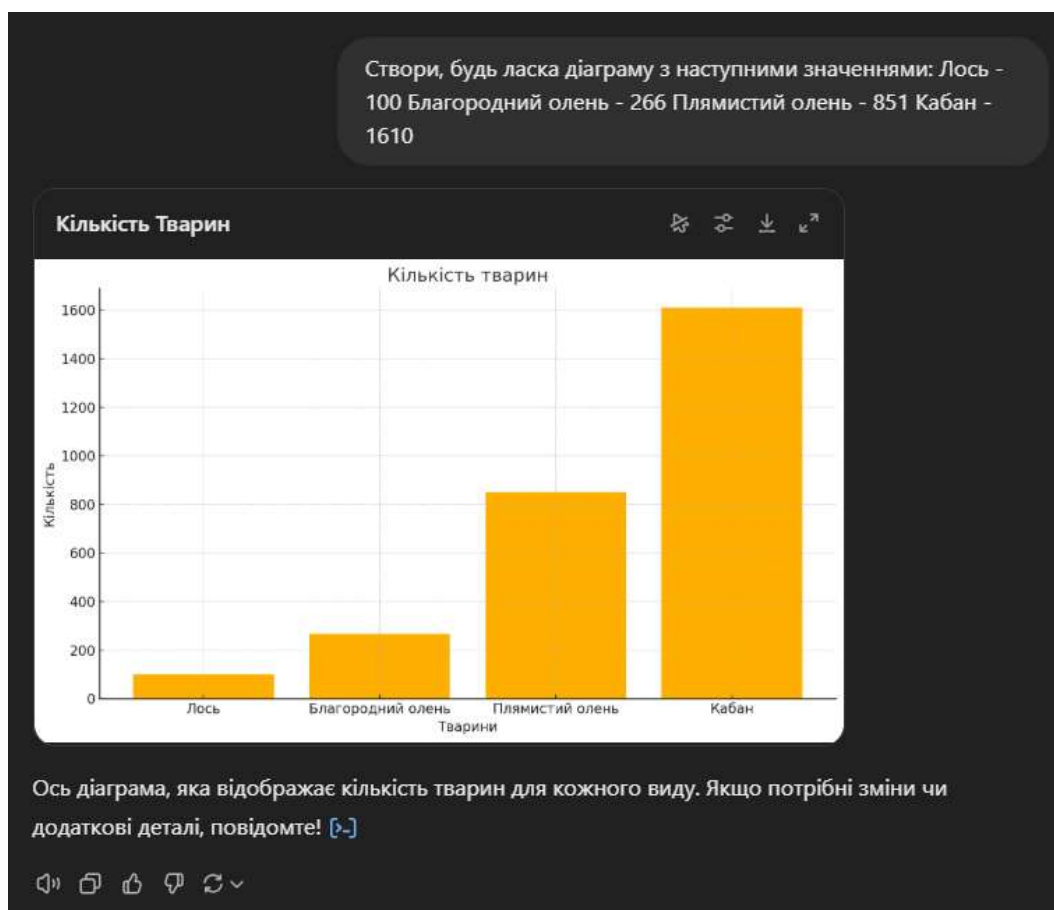 Створи, будь ласка діаграму з наступними значеннями: Лось -
100 Благородний олень - 266 Плямистий олень - 851 Кабан -
1610
Кількість Тварин
Кількість тварин
1600
1400
1200
1000
800
600
400
200
0
Кількість
Лось
Благородний олень
Плямистий олень
Кабан
Тварини
Ось діаграма, яка відображає кількість тварин для кожного виду. Якщо потрібні зміни чи
додаткові деталі, повідомте! [>-]